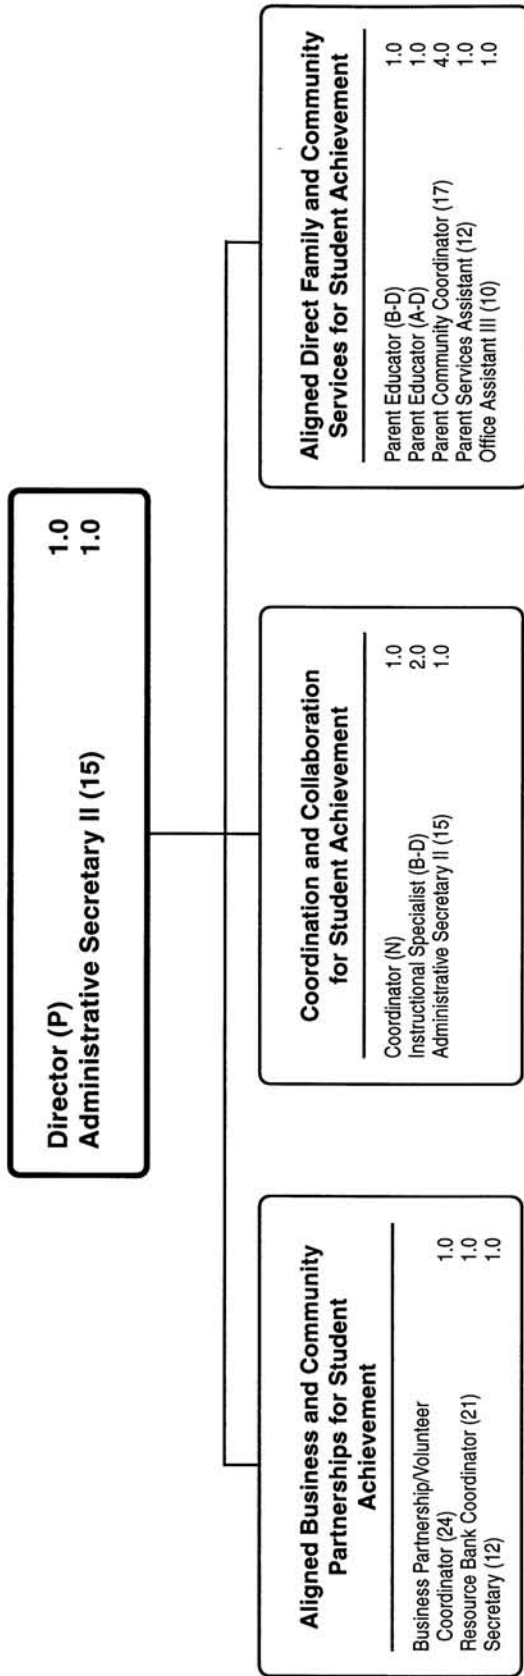 Director (P) 1.0
Administrative Secretary II (15) 1.0
Aligned Business and Community
Partnerships for Student
Achievement
Business Partnership/Volunteer
Coordinator (24) 1.0
Resource Bank Coordinator (21) 1.0
Secretary (12) 1.0
Coordination and Collaboration
for Student Achievement
Coordinator (N) 1.0
Instructional Specialist (B-D) 2.0
Administrative Secretary II (15) 1.0
Aligned Direct Family and Community
Services for Student Achievement
Parent Educator (B-D) 1.0
Parent Educator (A-D) 1.0
Parent Community Coordinator (17) 4.0
Parent Services Assistant (12) 1.0
Office Assistant III (10) 1.0